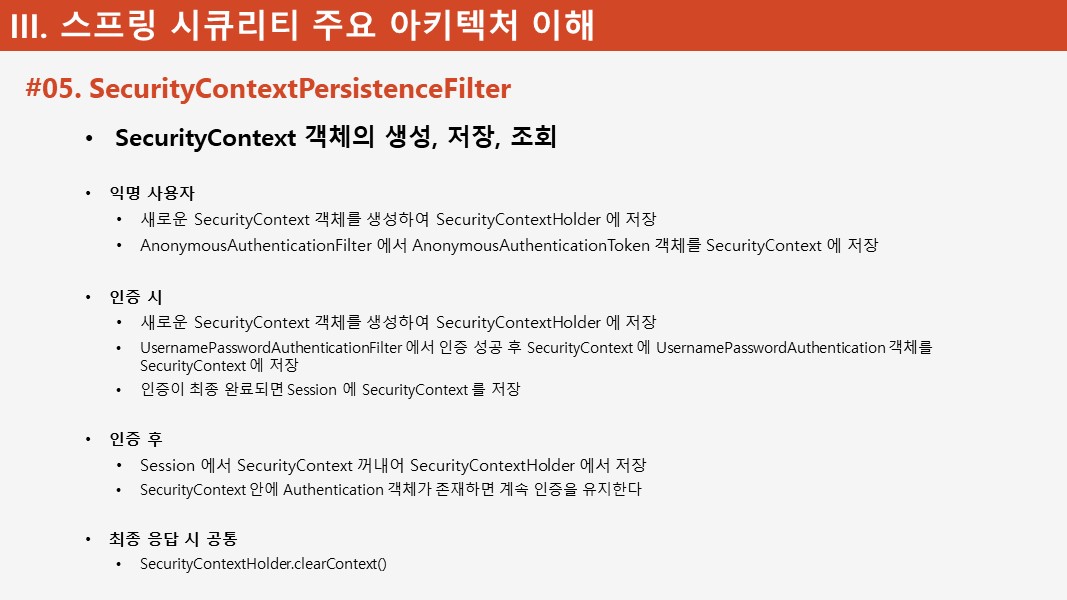 III. 스프링 시큐리티 주요 아키텍처 이해
#05. SecurityContextPersistenceFilter
• SecurityContext 객체의 생성, 저장, 조회
• 익명 사용자
• 새로운 SecurityContext 객체를 생성하여 SecurityContextHolder 에 저장
• AnonymousAuthenticationFilter 에서 AnonymousAuthenticationToken 객체를 SecurityContext 에 저장
• 인증 시
• 새로운 SecurityContext 객체를 생성하여 SecurityContextHolder 에 저장
• UsernamePasswordAuthenticationFilter 에서 인증 성공 후 SecurityContext 에 UsernamePasswordAuthentication 객체를
SecurityContext 에 저장
• 인증이 최종 완료되면 Session 에 SecurityContext 를 저장
• 인증 후
• Session 에서 SecurityContext 꺼내어 SecurityContextHolder 에서 저장
• SecurityContext 안에 Authentication 객체가 존재하면 계속 인증을 유지한다
• 최종 응답 시 공통
• SecurityContextHolder.clearContext()